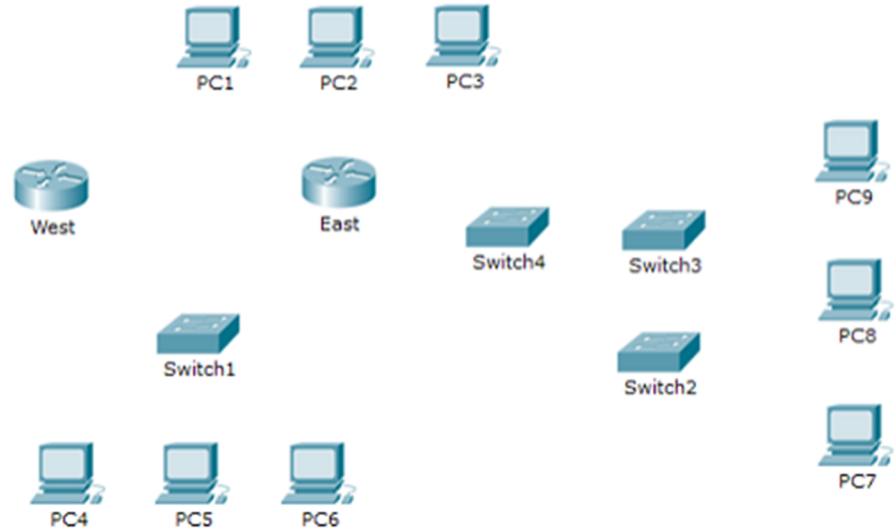 PC1
PC2
PC3
West
East
PC9
Switch4
Switch3
PC8
Switch1
Switch2
PC7
PC4
PC5
PC6